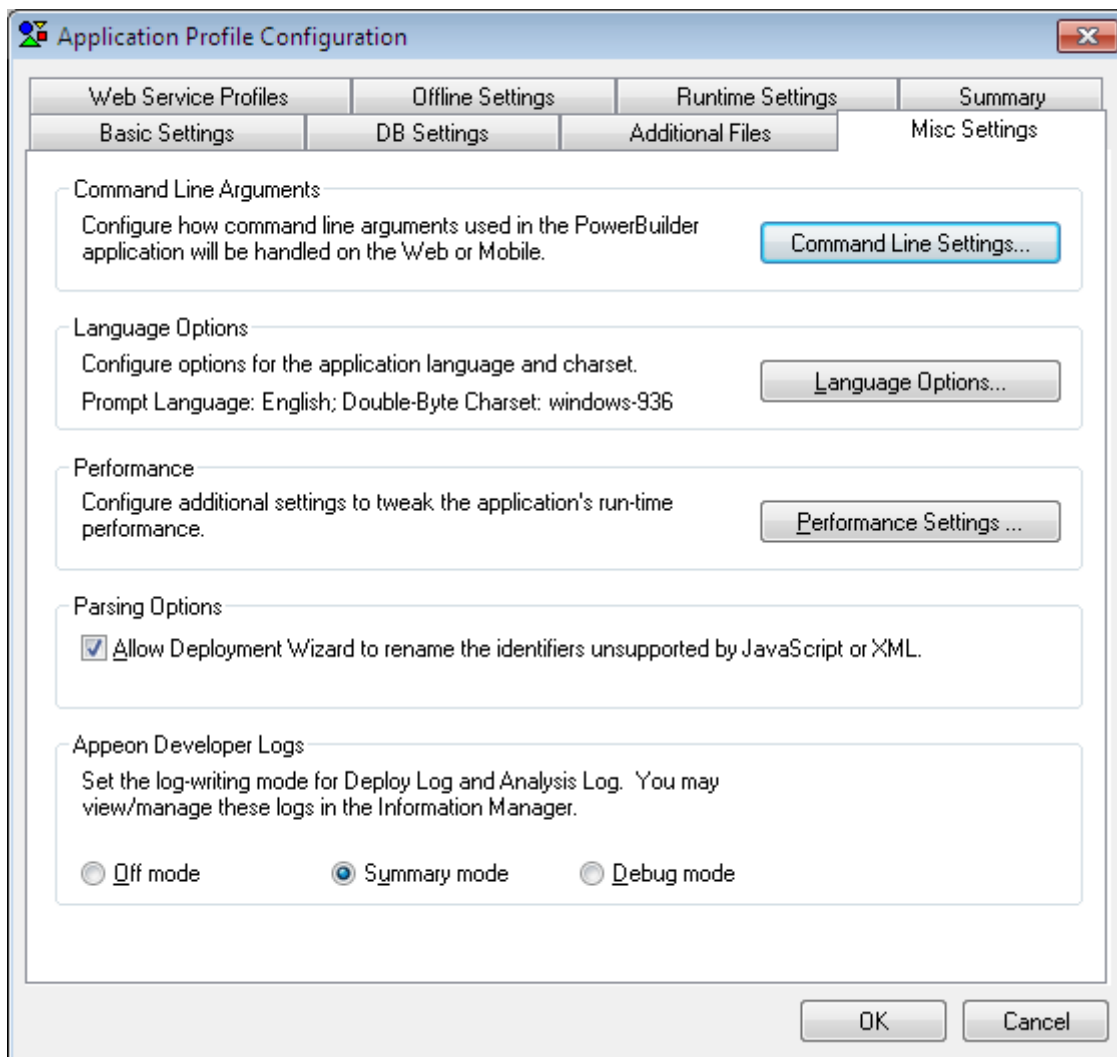 Application Profile Configuration
Web Service Profiles
Offline Settings
Runtime Settings
Summary
Basic Settings
DB Settings
Additional Files
Misc Settings
Command Line Arguments
Configure how command line arguments used in the PowerBuilder
application will be handled on the Web or Mobile.
Command Line Settings...
Language Options
Configure options for the application language and charset.
Prompt Language: English; Double-Byte Charset: windows-936
Language Options...
Performance
Configure additional settings to tweak the application's run-time
performance.
Performance Settings ...
Parsing Options
Allow Deployment Wizard to rename the identifiers unsupported by JavaScript or XML.
Appeon Developer Logs
Set the log-writing mode for Deploy Log and Analysis Log.  You may
view/manage these logs in the Information Manager.
Off mode
Summary mode
Debug mode
OK
Cancel